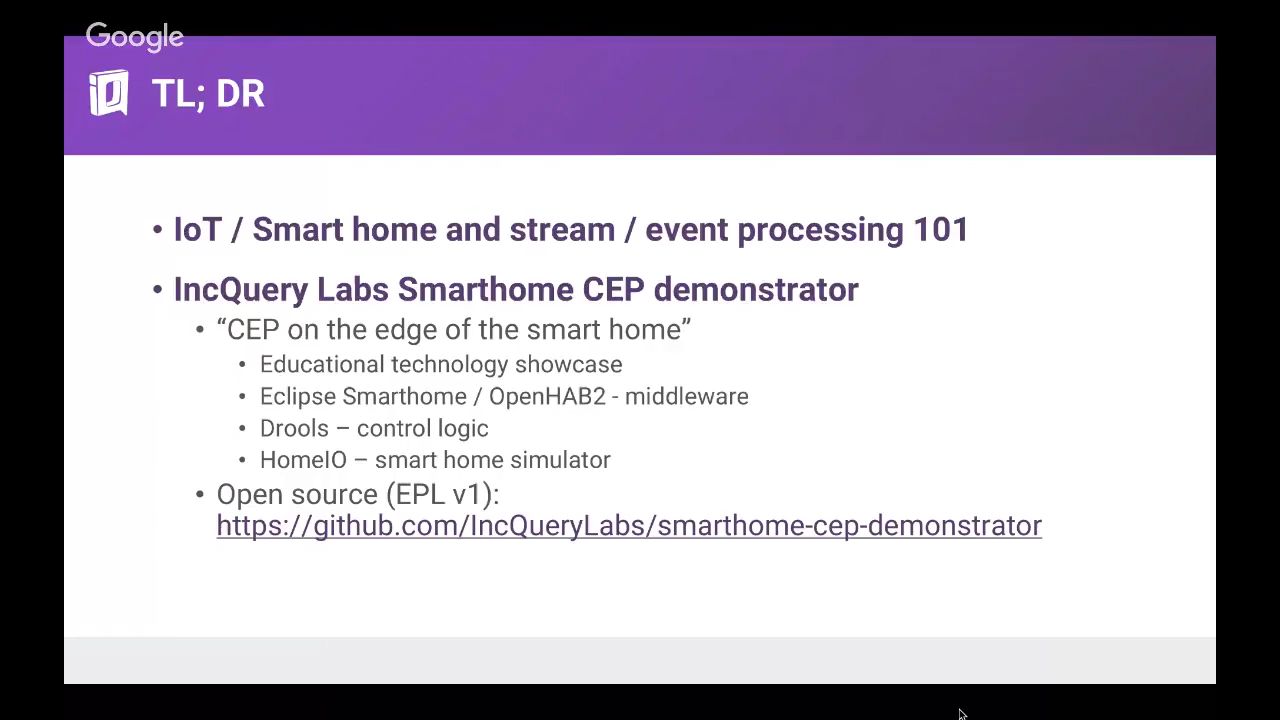 Google
TL; DR
• IoT / Smart home and stream / event processing 101
• IncQuery Labs Smarthome CEP demonstrator
• “CEP on the edge of the smart home”
• Educational technology showcase
• Eclipse Smarthome / OpenHAB2 - middleware
• Drools – control logic
• HomeIO – smart home simulator
• Open source (EPL v1):
https://github.com/IncQueryLabs/smarthome-cep-demonstrator